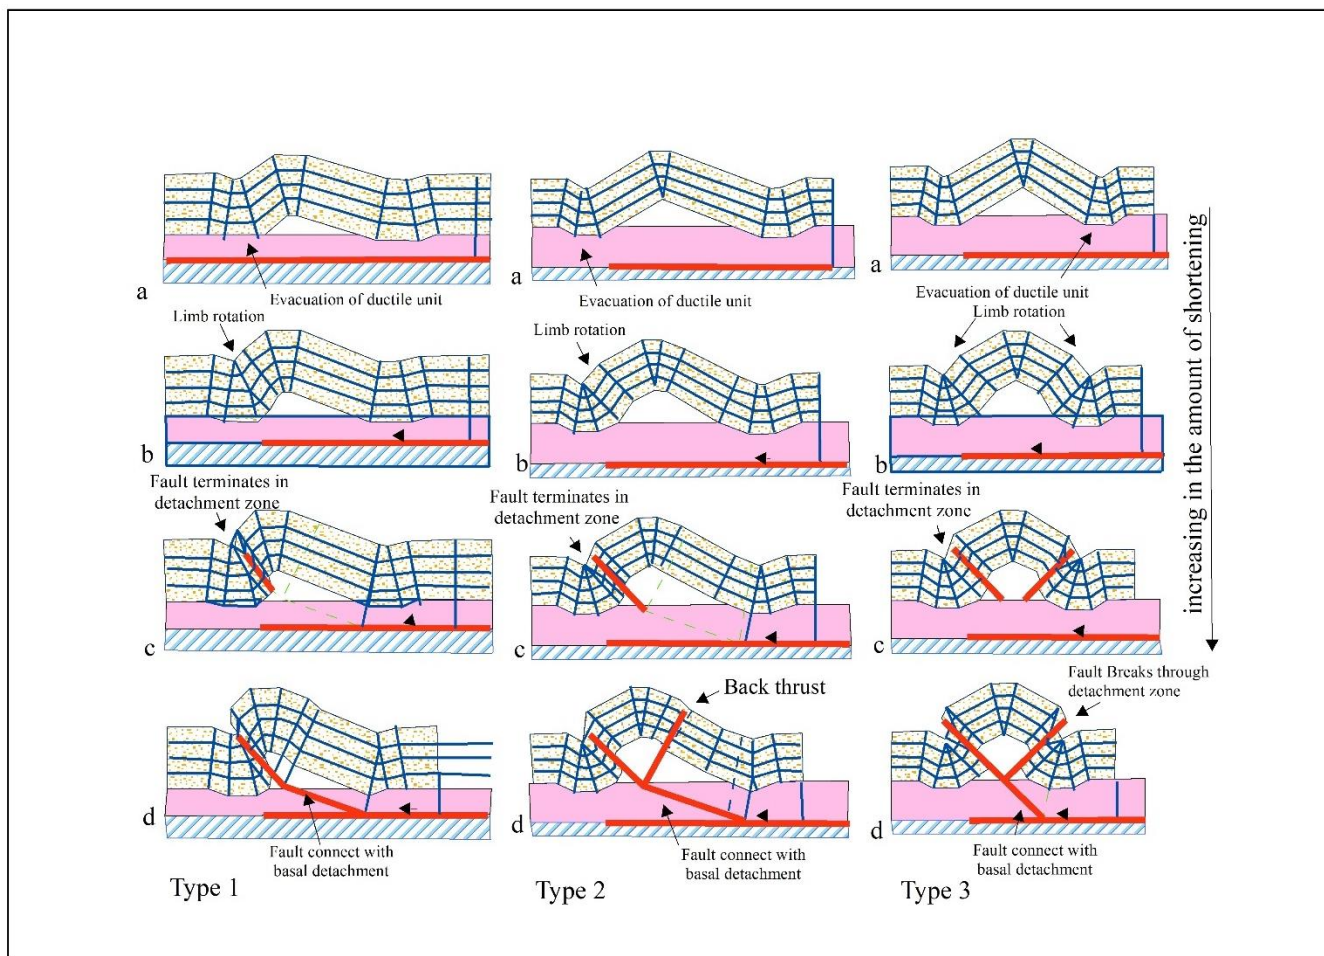 a
Evacuation of ductile unit
a
Evacuation of ductile unit
a
Evacuation of ductile unit
Limb rotation
b
Limb rotation
b
Limb rotation
b
Fault terminates in
detachment zone
c
Fault terminates in
detachment zone
c
Fault terminates in
detachment zone
c
d
Fault connect with
basal detachment
Back thrust
d
Fault connect with
basal detachment
Fault Breaks through
detachment zone
d
Fault connect with
basal detachment
Type 1
Type 2
Type 3
increasing in the amount of shortening